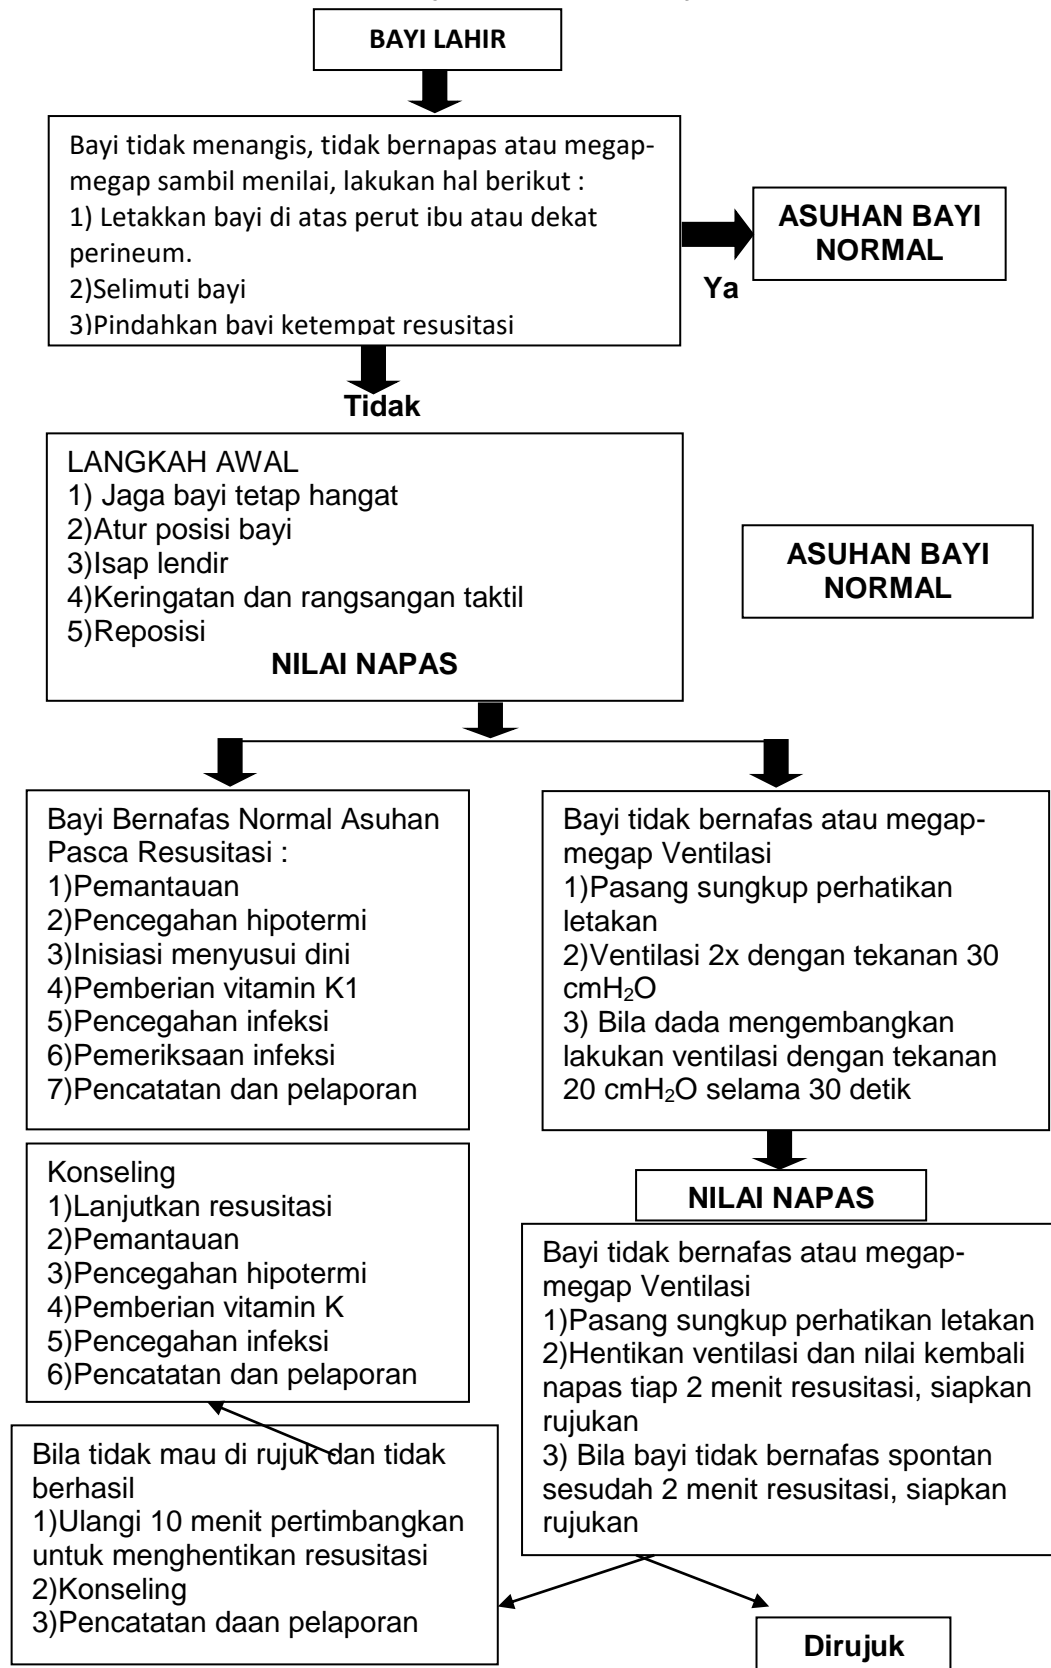 BAYI LAHIR
Bayi tidak menangis, tidak bernapas atau megap-
megap sambil menilai, lakukan hal berikut :
1) Letakkan bayi di atas perut ibu atau dekat
perineum.
2)Selimuti bayi
3)Pindahkan bayi ketempat resusitasi
ASUHAN BAYI
NORMAL
Ya
Tidak
LANGKAH AWAL
1) Jaga bayi tetap hangat
2)Atur posisi bayi
3)Isap lendir
4)Keringatan dan rangsangan taktil
5)Reposisi
NILAI NAPAS
ASUHAN BAYI
NORMAL
Bayi Bernafas Normal Asuhan
Pasca Resusitasi :
1)Pemantauan
2)Pencegahan hipotermi
3)Inisiasi menyusui dini
4)Pemberian vitamin K1
5)Pencegahan infeksi
6)Pemeriksaan infeksi
7)Pencatatan dan pelaporan
Bayi tidak bernafas atau megap-
megap Ventilasi
1)Pasang sungkup perhatikan
letakan
2)Ventilasi 2x dengan tekanan 30
cmH₂O
3) Bila dada mengembangkan
lakukan ventilasi dengan tekanan
20 cmH₂O selama 30 detik
NILAI NAPAS
Konseling
1)Lanjutkan resusitasi
2)Pemantauan
3)Pencegahan hipotermi
4)Pemberian vitamin K
5)Pencegahan infeksi
6)Pencatatan dan pelaporan
Bayi tidak bernafas atau megap-
megap Ventilasi
1)Pasang sungkup perhatikan letakan
2)Hentikan ventilasi dan nilai kembali
napas tiap 2 menit resusitasi, siapkan
rujukan
3) Bila bayi tidak bernafas spontan
sesudah 2 menit resusitasi, siapkan
rujukan
Bila tidak mau di rujuk dan tidak
berhasil
1)Ulangi 10 menit pertimbangkan
untuk menghentikan resusitasi
2)Konseling
3)Pencatatan daan pelaporan
Dirujuk